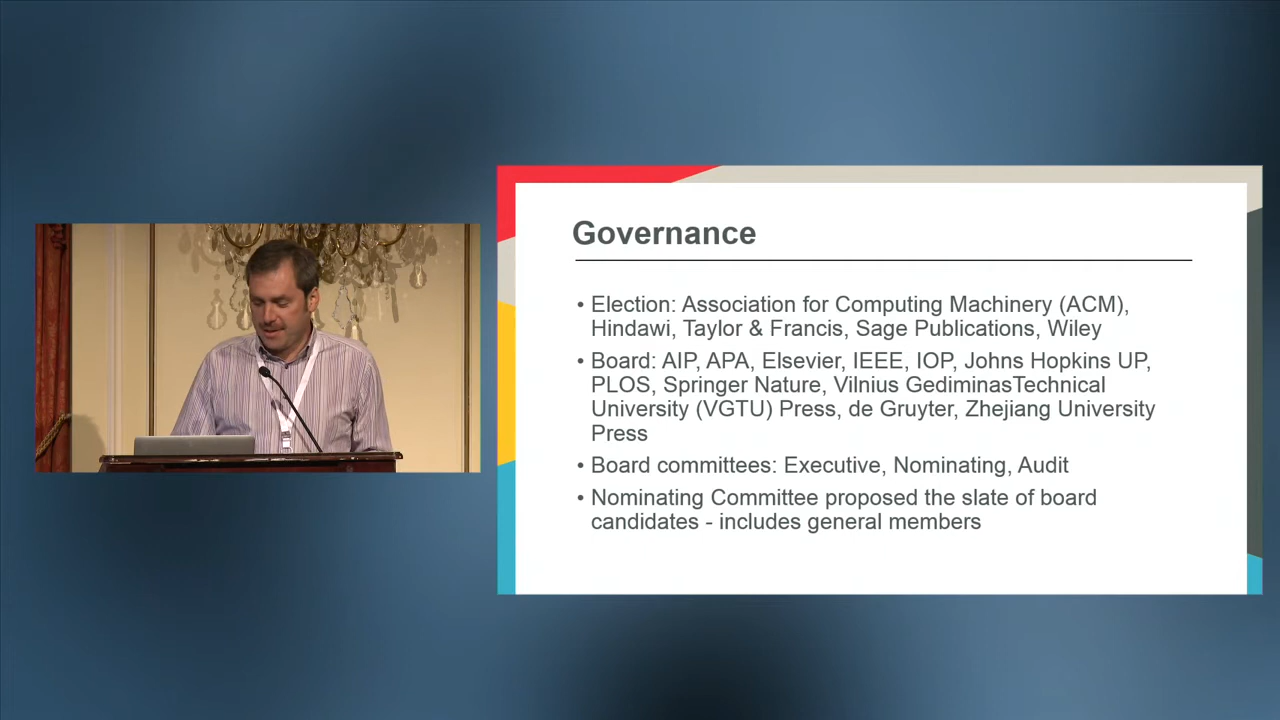 Governance
• Election: Association for Computing Machinery (ACM),
Hindawi, Taylor & Francis, Sage Publications, Wiley
• Board: AIP, APA, Elsevier, IEEE, IOP, Johns Hopkins UP,
PLOS, Springer Nature, Vilnius GediminasTechnical
University (VGTU) Press, de Gruyter, Zhejiang University
Press
• Board committees: Executive, Nominating, Audit
• Nominating Committee proposed the slate of board
candidates - includes general members